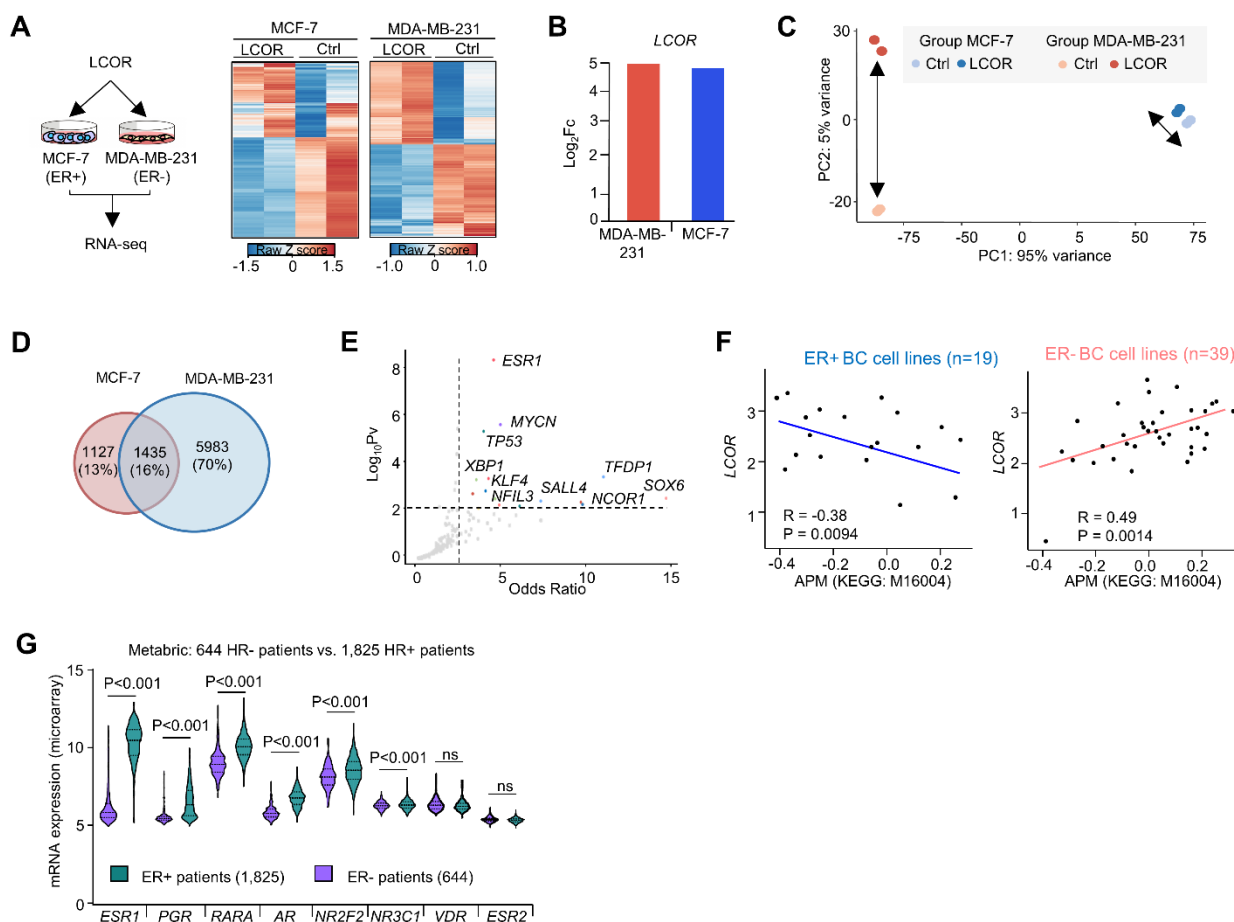 A
LCOR
MCF-7
(ER+)
MDA-MB-231
(ER-)
RNA-seq
MCF-7
MDA-MB-231
LCOR
Ctrl
LCOR
Ctrl
Raw Z score
-1.5
0
1.5
Raw Z score
-1.0
0
1.0
B
LCOR
Log2Fc
5
4
5
4
1
0
MDA-MB-
231
MCF-7
C
PC2: 5% variance
30
0
-20
Group MCF-7
Group MDA-MB-231
Ctrl
LCOR
Ctrl
LCOR
-75
-50
0
5
50
75
PC1: 95% variance
D
MCF-7
MDA-MB-231
1127
(13%)
1435
(16%)
5983
(70%)
E
Log10Pv
8
6
4
2
0
ESR1
MYCN
TP53
XBP1
KLF4
NFIL3
SALL4
TFDP1
NCOR1
SOX6
0
5
10
15
Odds Ratio
F
ER+ BC cell lines (n=19)
LCOR
3
2
1
R = -0.38
P = 0.0094
-0.4
-0.2
0.0
0.2
APM (KEGG: M16004)
ER- BC cell lines (n=39)
LCOR
3
2
1
R = 0.49
P = 0.0014
-0.4
-0.2
0.0
0.2
APM (KEGG: M16004)
G
Metabric: 644 HR- patients vs. 1,825 HR+ patients
mRNA expression (microarray)
15
10
5
0
P<0.001
P<0.001
P<0.001
P<0.001
P<0.001
P<0.001
ns
ns
ER+ patients (1,825)
ER- patients (644)
ESR1
PGR
RARA
AR
NR2F2
NR3C1
VDR
ESR2